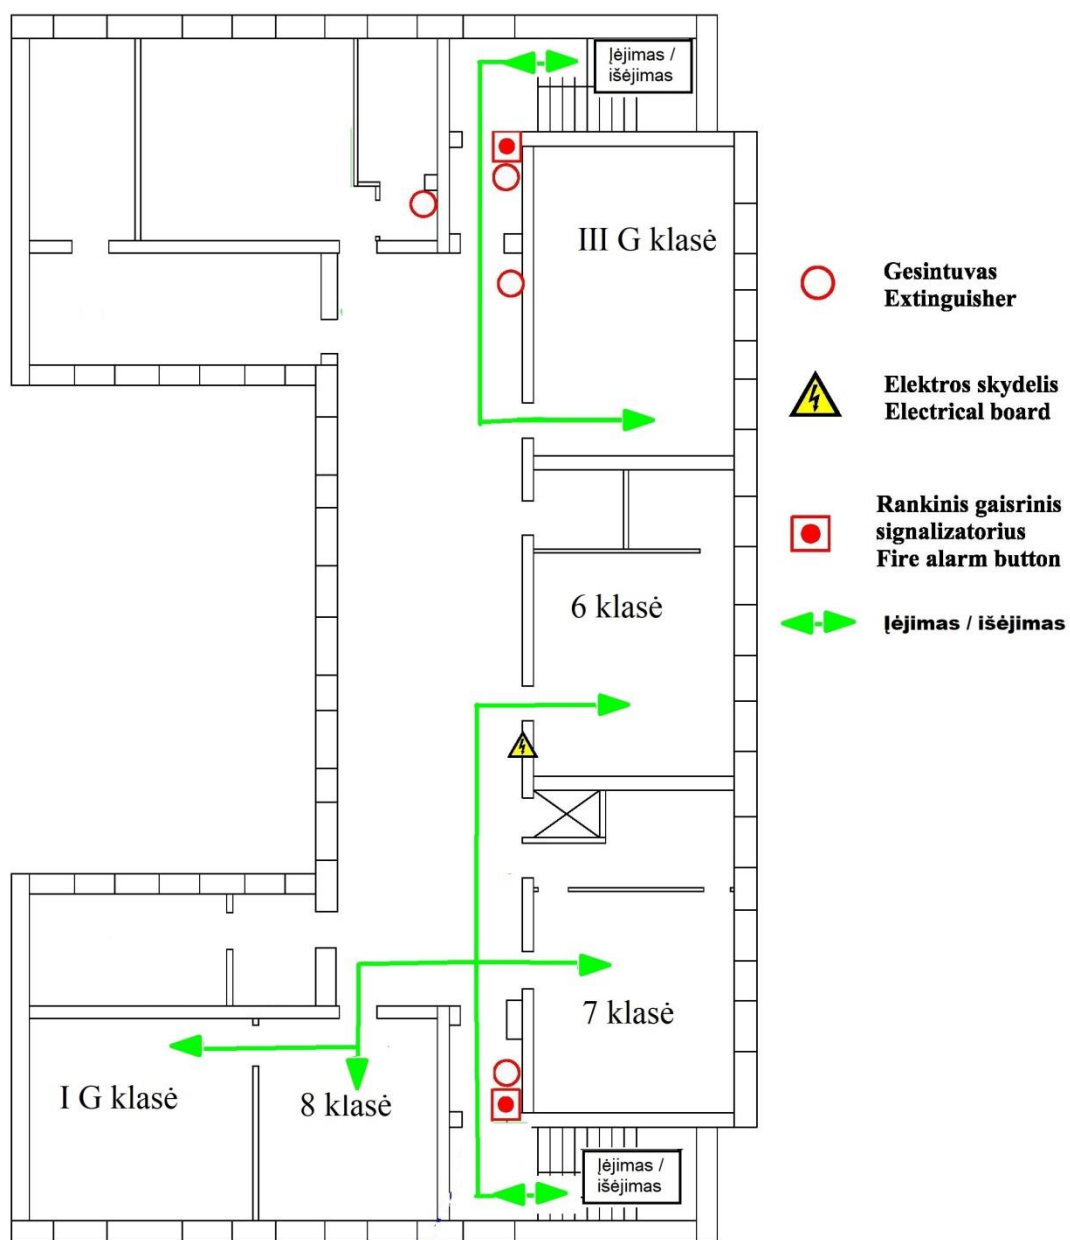 Įėjimas /
išėjimas
III G klasė
Gesintuvas
Extinguisher
Elektros skydelis
Electrical board
Rankinis gaisrinis
signalizatorius
Fire alarm button
Įėjimas / išėjimas
6 klasė
7 klasė
I G klasė
8 klasė
Įėjimas /
išėjimas